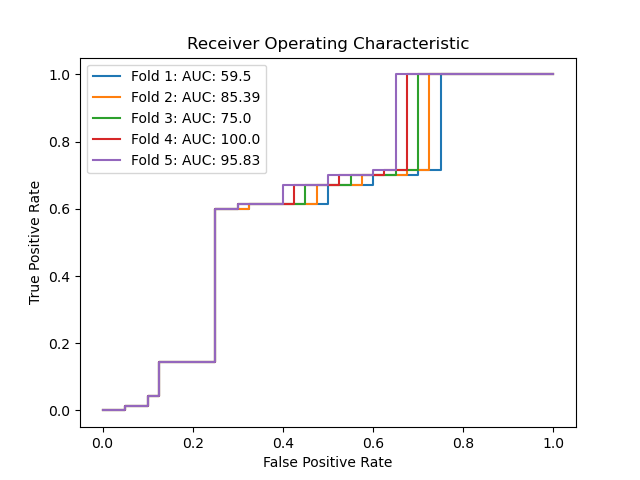 Receiver Operating Characteristic
Fold 1: AUC: 59.5
Fold 2: AUC: 85.39
Fold 3: AUC: 75.0
Fold 4: AUC: 100.0
Fold 5: AUC: 95.83
True Positive Rate
1.0
0.8
0.6
0.4
0.2
0.0
0.0 0.2 0.4 0.6 0.8 1.0
False Positive Rate